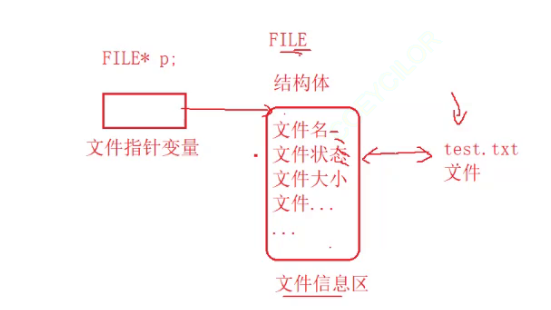 FILE
FILE* p;
结构体
文件名
文件状态
文件大小
文件...
...
文件指针变量
test.txt
文件
文件信息区